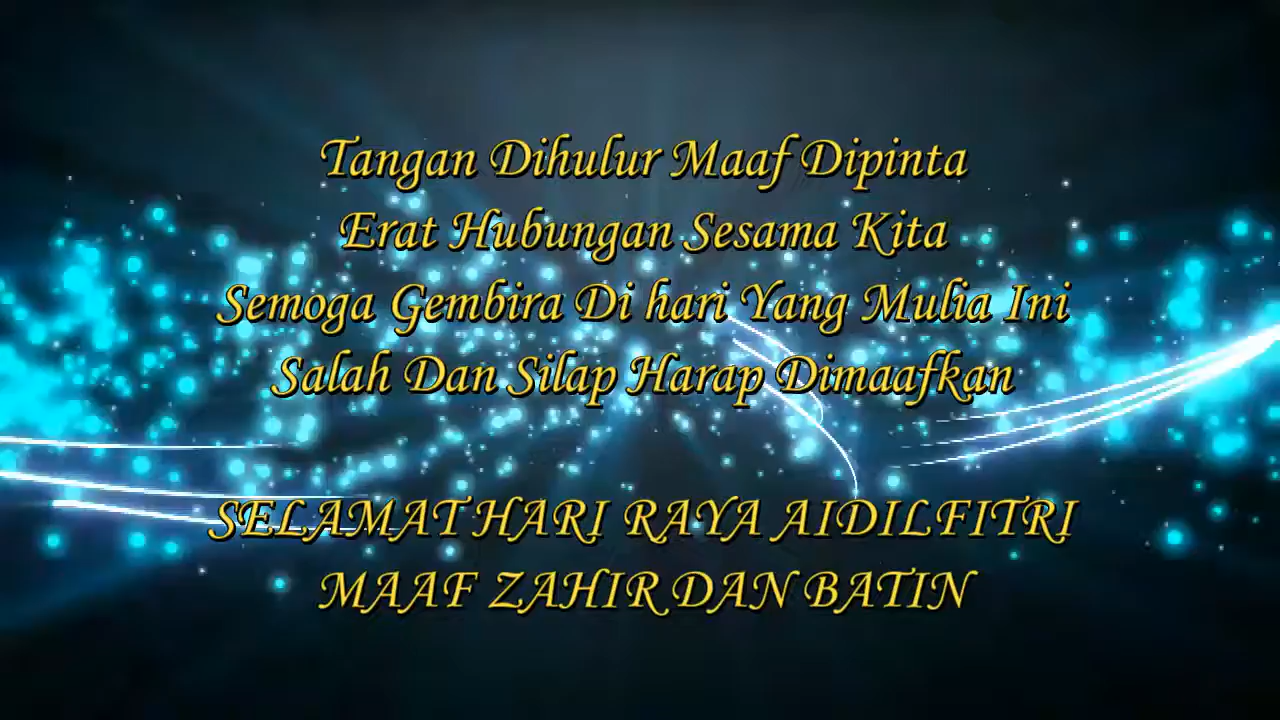 Tangan Dihulur Maaf Dipinta
Erat Hubungan Sesama Kita
Semoga Gembira Di hari Yang Mulia Ini
Salah Dan Silap Harap Dimaafkan
SELAMAT HARI RAYA AIDILFITRI
MAAF ZAHIR DAN BATIN